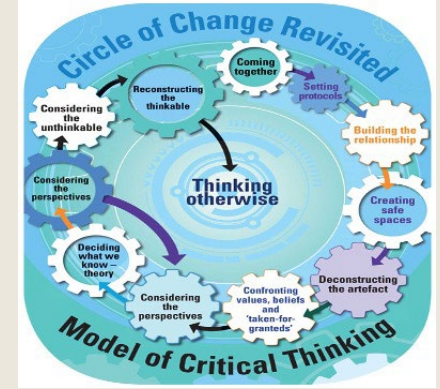 Circle of Change Revisited
Coming
together
Setting
protocols
Building the
relationship
Creating
safe
spaces
Deconstructing
the artefact
Confronting
values, beliefs
and
'taken-for-
granteds'
Considering
the
perspectives
Deciding
what we
know –
theory
Considering
the
perspectives
Considering
the
unthinkable
Reconstructing
the
thinkable
Thinking
otherwise
Model of Critical Thinking